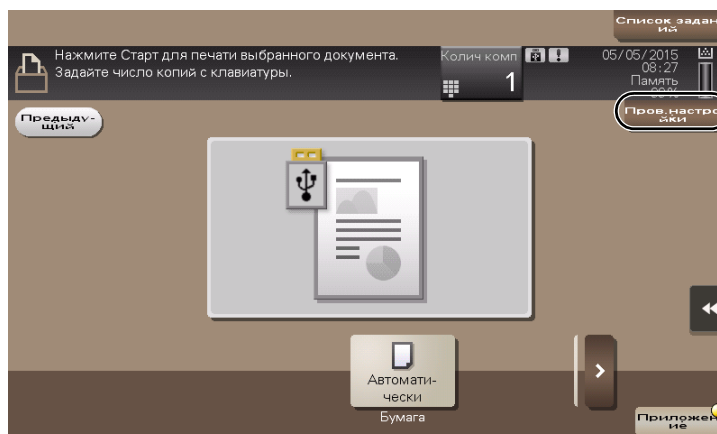 Список задан
ий
Нажмите Старт для печати выбранного документа.
Задайте число копий с клавиатуры.
Колич комп
1
05/05/2015
08:27
Память
Предыду-
щий
Пров.настро
йки
Автомати-
чески
Бумага
Приложен
ие